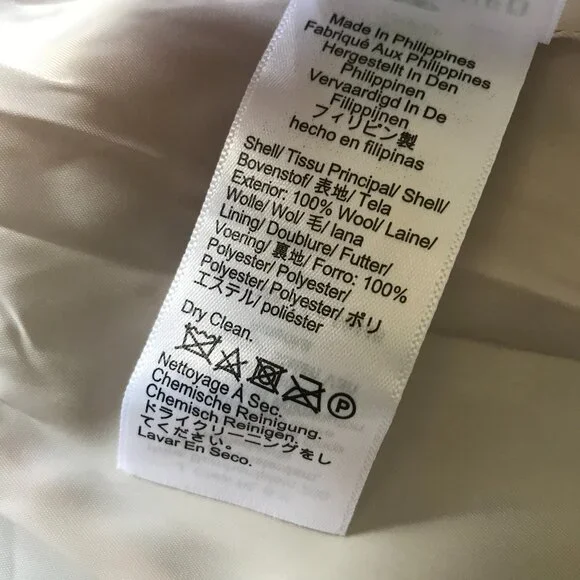 Made In Philippines
Fabriqué Aux Philippines
Hergestellt In Den
Philippinen
Vervaardigd In De
Filippijnen
フィリピン製
hecho en filipinas
Shell/ Tissu Principal/ Shell/
Bovenstof/ 表地/ Tela
Exterior: 100% Wool/ Laine/
Wolle/ Wol/ 毛/ lana
Lining/ Doublure/ Futter/
Voering/ 裏地/ Forro: 100%
Polyester/ Polyester/
Polyester/ Polyester/ ポリ
エステル/ poliéster
Dry Clean.
P
Nettoyage À Sec.
Chemische Reinigung.
Chemisch Reinigen.
ドライクリーニングをし
てください。
Lavar En Seco.